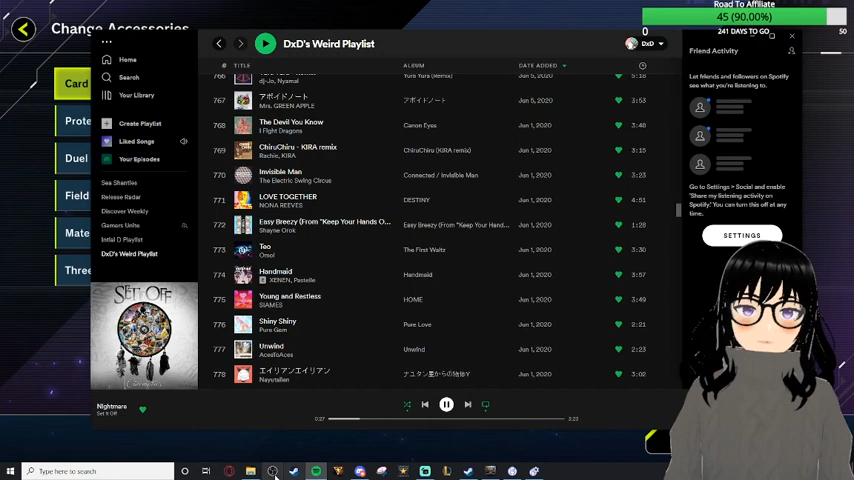 Road To Affiliate
45 (90.00%)
0
241 DAYS TO GO
50
Change Accessories
Card
Prote
Duel
Field
Mate
Three
Home
Search
Your Library
Create Playlist
Liked Songs
Your Episodes
Sea Shanties
Release Radar
Discover Weekly
Gamers Unite
Initial D Playlist
DxD's Weird Playlist
SET IT OFF
Nightmare
Set It Off
DxD's Weird Playlist
DxD
# TITLE ALBUM DATE ADDED
766 dj-Jo, Nyamai Yura Yura (Remix) Jun 5, 2020 5:18
767 アボイドノート Mrs. GREEN APPLE アボイドノート Jun 5, 2020 3:53
768 The Devil You Know I Fight Dragons Canon Eyes Jun 1, 2020 3:48
769 ChiruChiru - KIRA remix Rachie, KIRA ChiruChiru (KIRA remix) Jun 1, 2020 3:15
770 Invisible Man The Electric Swing Circus Connected / Invisible Man Jun 1, 2020 3:23
771 LOVE TOGETHER NONA REEVES DESTINY Jun 1, 2020 4:51
772 Easy Breezy (From "Keep Your Hands O... Shayne Orok Easy Breezy (From "Keep Your Hand... Jun 1, 2020 1:28
773 Teo Omoi The First Waltz Jun 1, 2020 3:30
774 Handmaid E XENEN, Pastelle Handmaid Jun 1, 2020 3:57
775 Young and Restless SIAMES HOME Jun 1, 2020 3:49
776 Shiny Shiny Pure Gem Pure Love Jun 1, 2020 2:21
777 Unwind AcesToAces Unwind Jun 1, 2020 2:23
778 エイリアンエイリアン Nayutalien ナユタン星からの物体Y Jun 1, 2020 3:02
0:27
3:23
Friend Activity
Let friends and followers on Spotify
see what you're listening to.
Go to Settings > Social and enable
'Share my listening activity on
Spotify.' You can turn this off at any
time.
SETTINGS
Type here to search